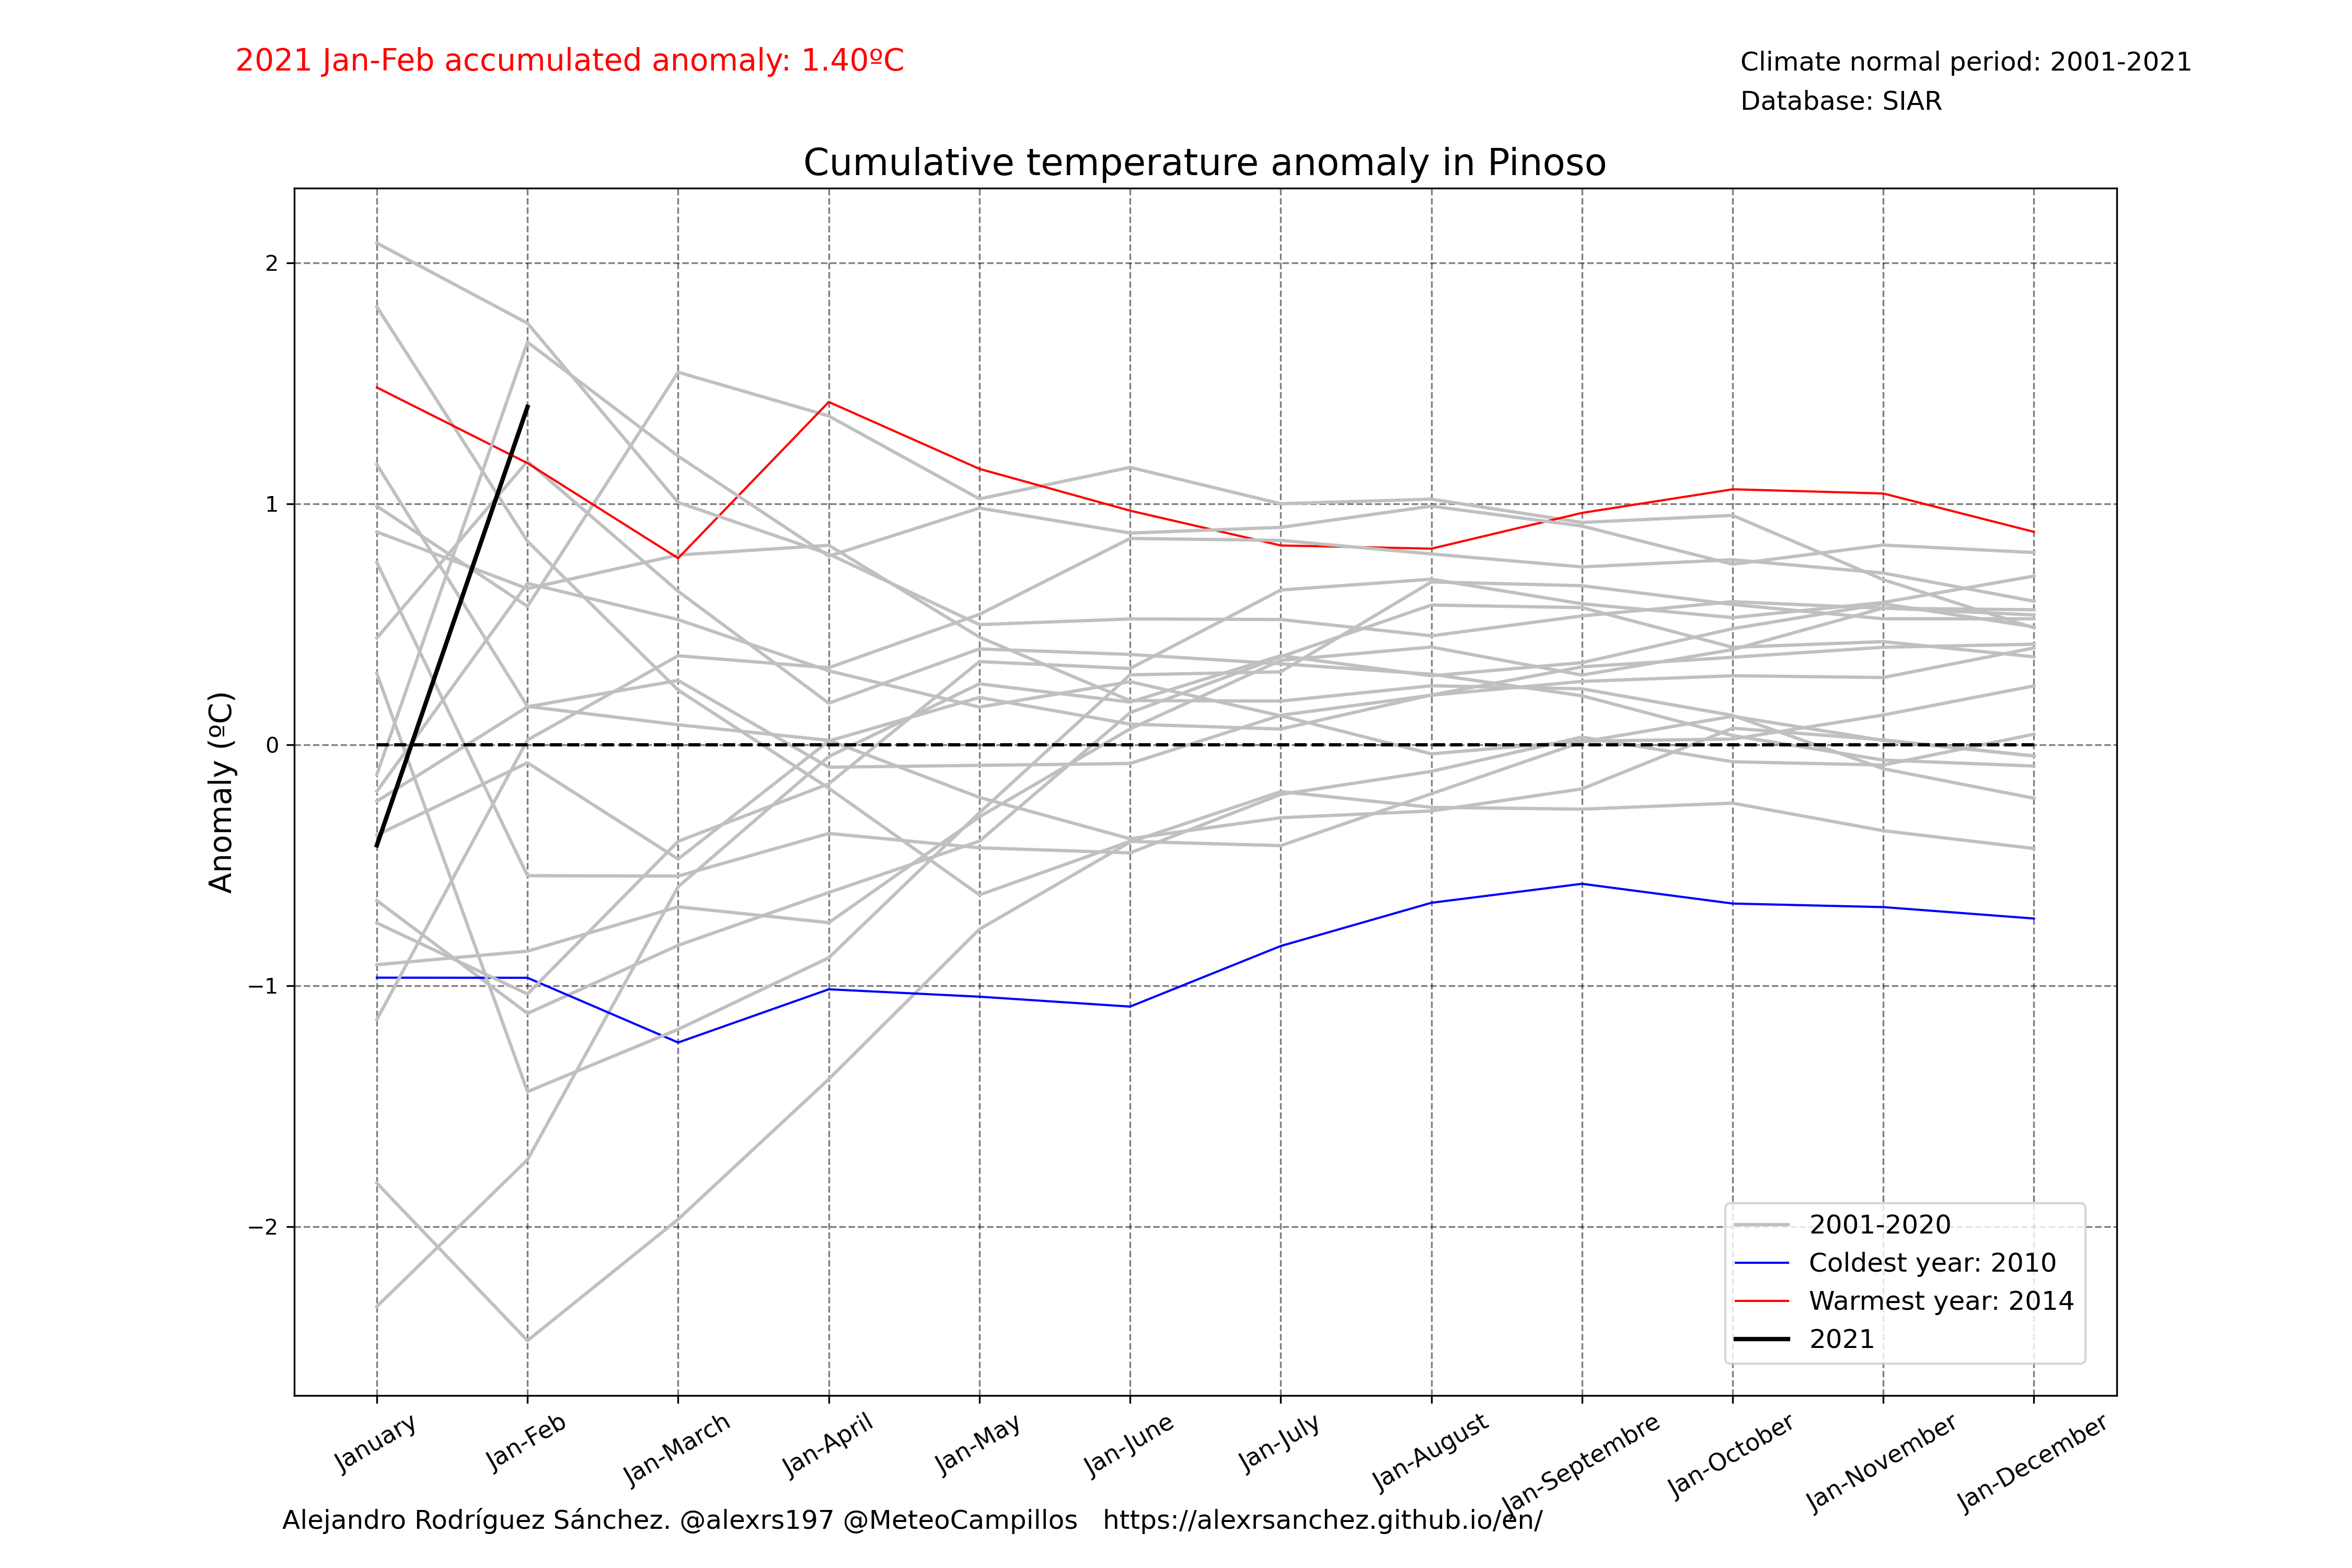 2021 Jan-Feb accumulated anomaly: 1.40ºC
Climate normal period: 2001-2021
Database: SIAR
Cumulative temperature anomaly in Pinoso
Anomaly (ºC)
2
1
0
−1
−2
2001-2020
Coldest year: 2010
Warmest year: 2014
2021
January
Jan-Feb
Jan-March
Jan-April
Jan-May
Jan-June
Jan-July
Jan-August
Jan-Septembre
Jan-October
Jan-November
Jan-December
Alejandro Rodríguez Sánchez. @alexrs197 @MeteoCampillos https://alexrsanchez.github.io/en/